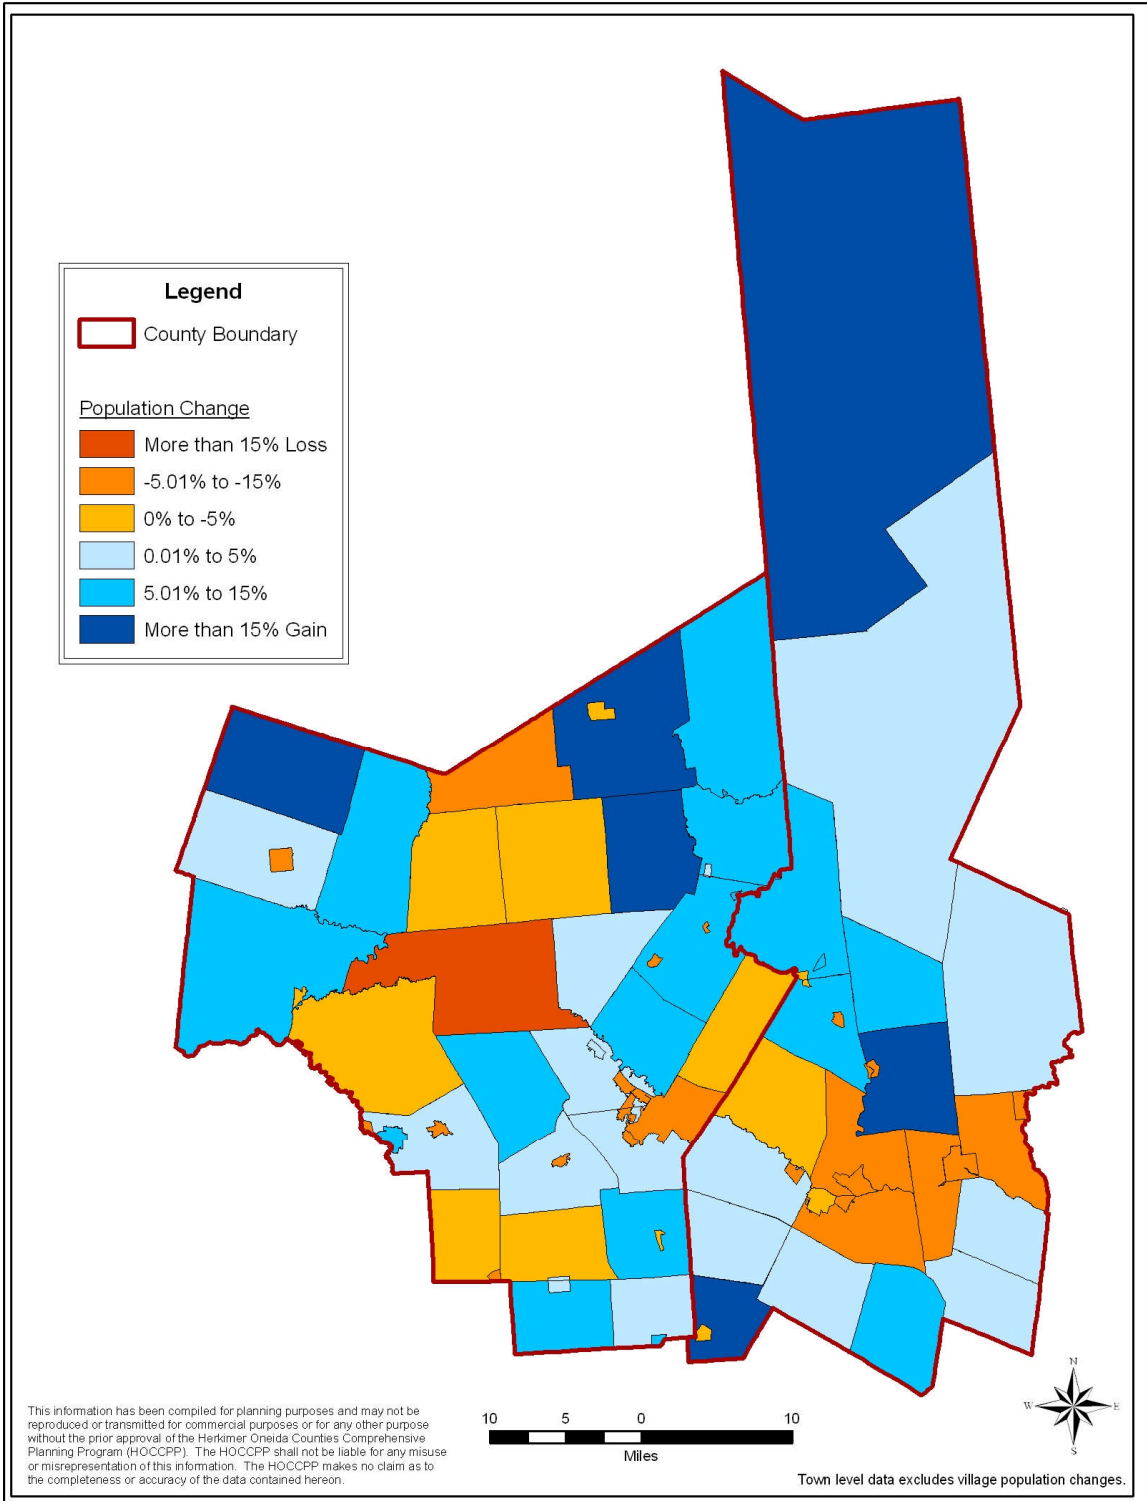 Legend
County Boundary
Population Change
More than 15% Loss
-5.01% to -15%
0% to -5%
0.01% to 5%
5.01% to 15%
More than 15% Gain
This information has been compiled for planning purposes and may not be
reproduced or transmitted for commercial purposes or for any other purpose
without the prior approval of the Herkimer Oneida Counties Comprehensive
Planning Program (HOCCPP). The HOCCPP shall not be liable for any misuse
or misrepresentation of this information. The HOCCPP makes no claim as to
the completeness or accuracy of the data contained hereon.
10 5 0 10
Miles
N
W E
S
Town level data excludes village population changes.